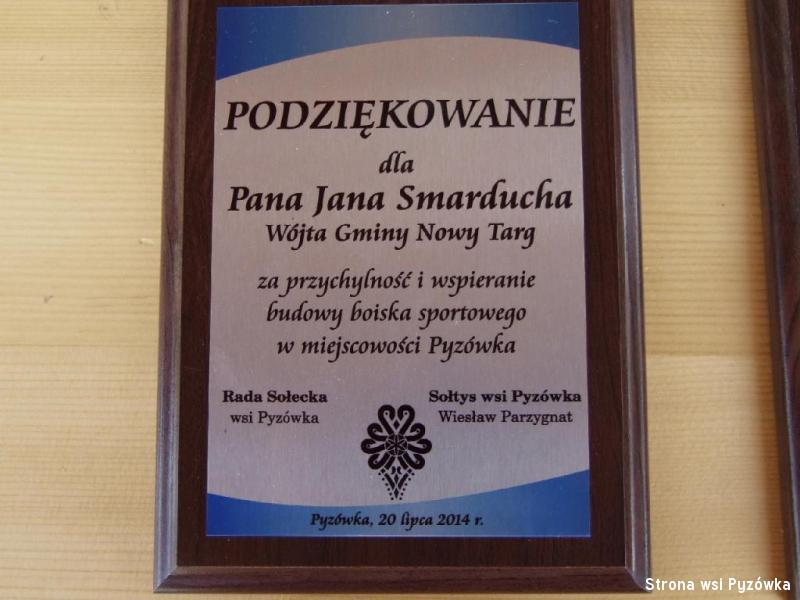 PODZIĘKOWANIE
dla
Pana Jana Smarducha
Wójta Gminy Nowy Targ
za przychylność i wspieranie
budowy boiska sportowego
w miejscowości Pyzówka
Rada Sołecka
wsi Pyzówka
Sołtys wsi Pyzówka
Wiesław Parzygnat
Pyzówka, 20 lipca 2014 r.
Strona wsi Pyzówka